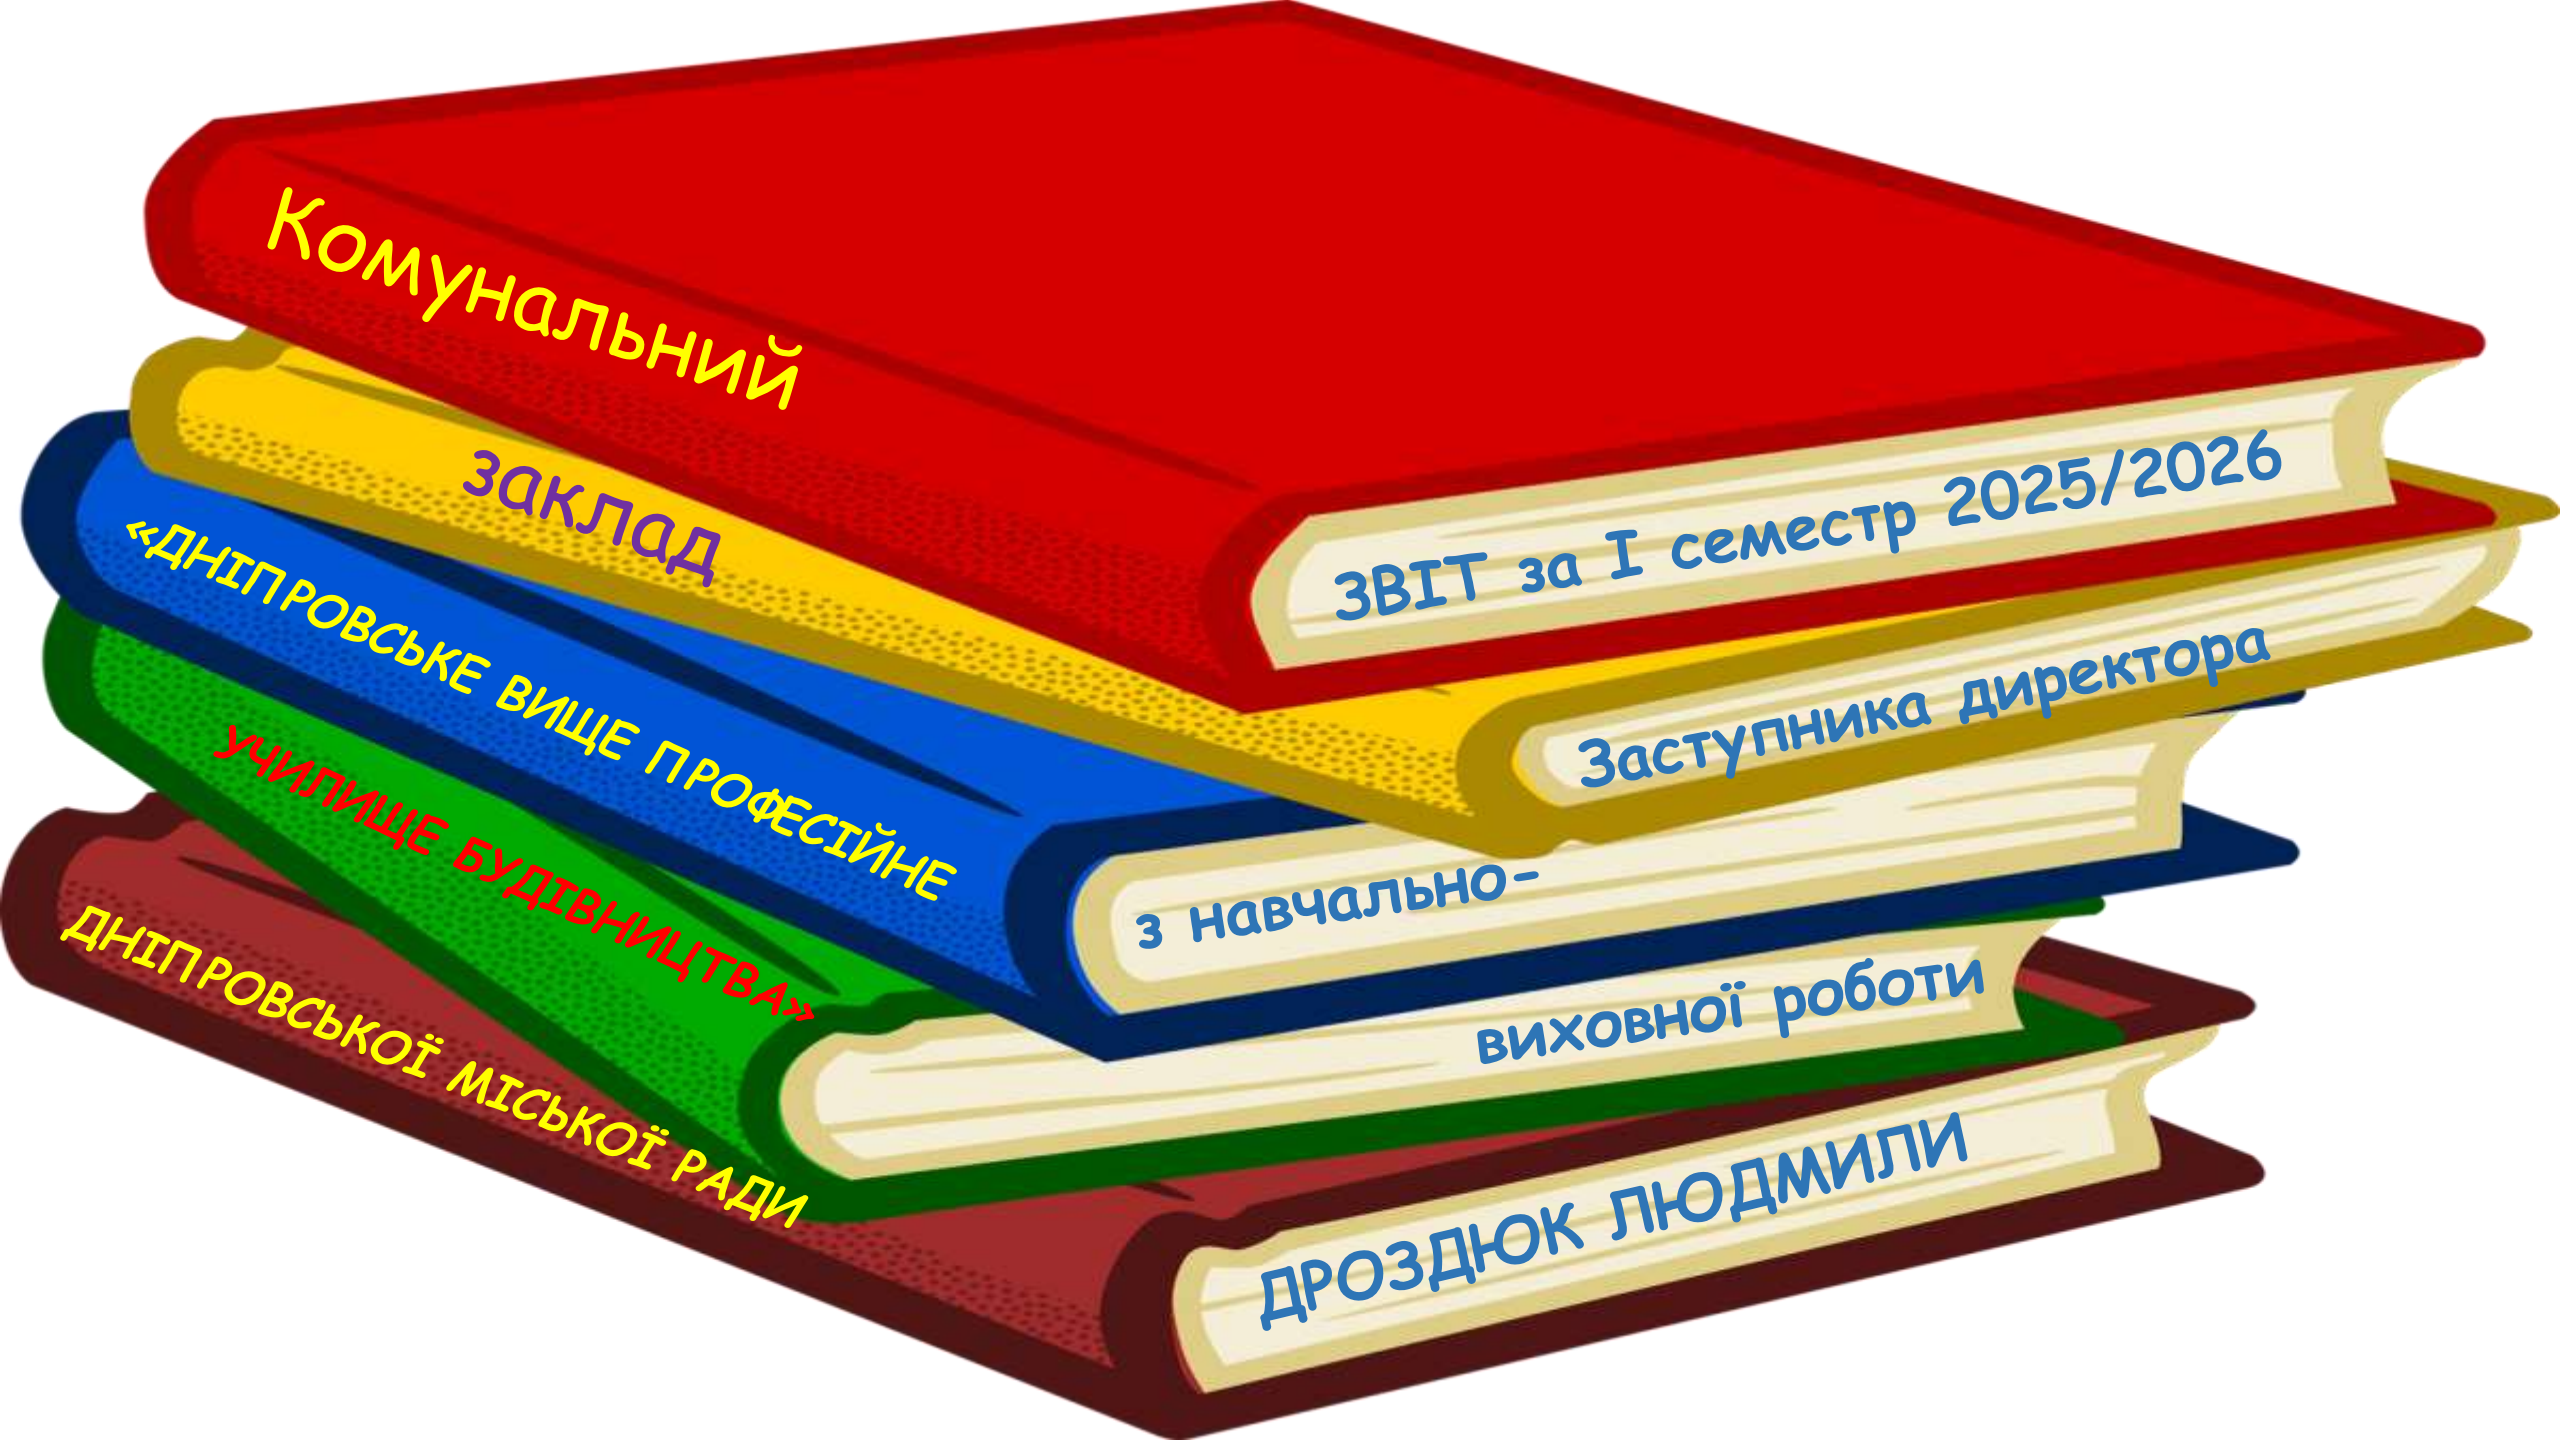 Комунальний
заклад
«ДНІПРОВСЬКЕ ВИЩЕ ПРОФЕСІЙНЕ
УЧИЛИЩЕ БУДІВНИЦТВА»
ДНІПРОВСЬКОЇ МІСЬКОЇ РАДИ
ЗВІТ за І семестр 2025/2026
Заступника директора
з навчально-
виховної роботи
ДРОЗДЮК ЛЮДМИЛИ